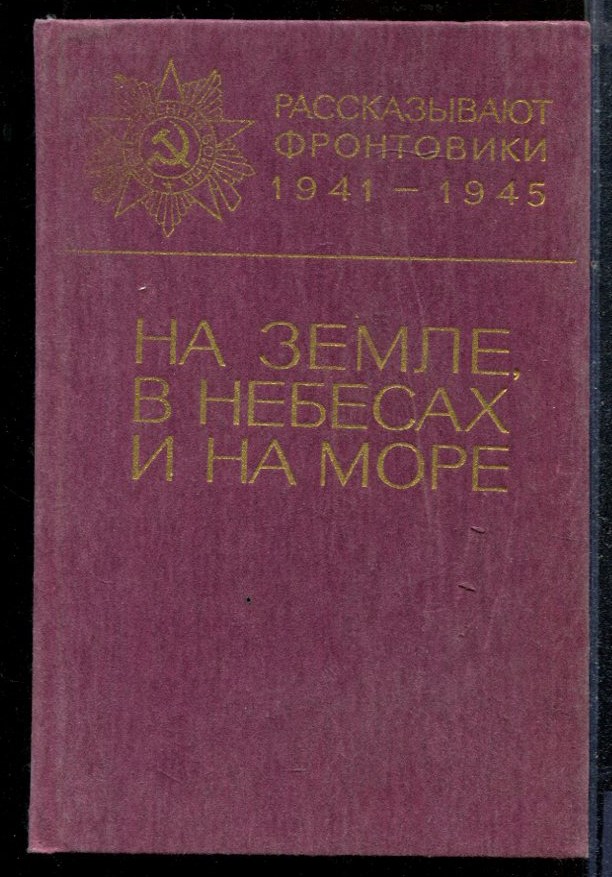 РАССКАЗЫВАЮТ
ФРОНТОВИКИ
1941 — 1945
НА ЗЕМЛЕ,
В НЕБЕСАХ
И НА МОРЕ